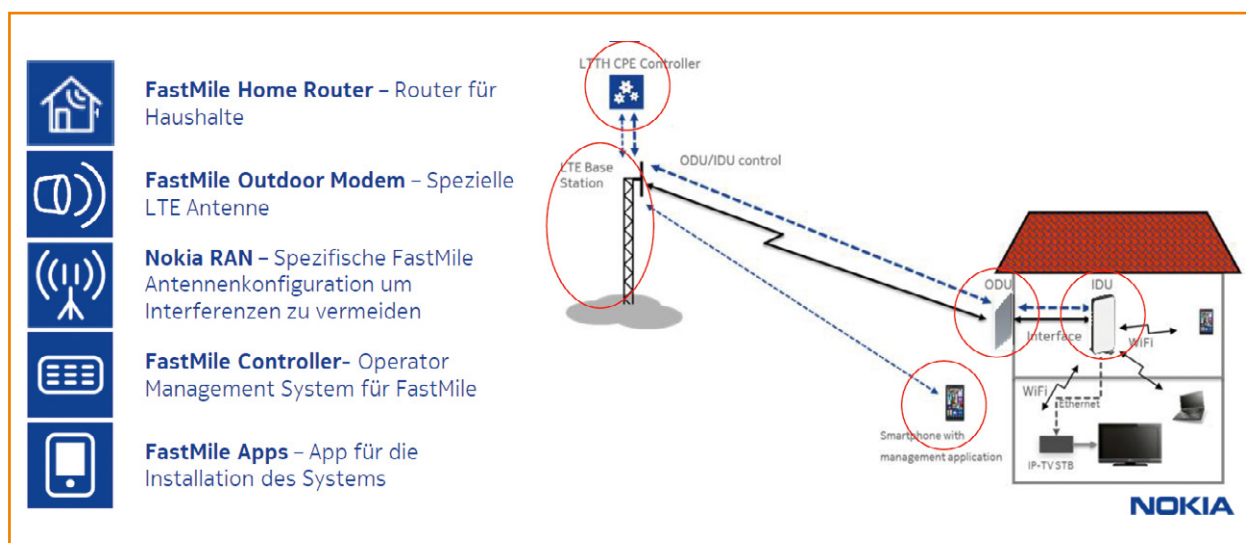 FastMile Home Router – Router für
Haushalte
FastMile Outdoor Modem – Spezielle
LTE Antenne
Nokia RAN – Spezifische FastMile
Antennenkonfiguration um
Interferenzen zu vermeiden
FastMile Controller- Operator
Management System für FastMile
FastMile Apps – App für die
Installation des Systems
LTTH CPE Controller
LTE Base
Station
ODU/IDU control
ODU
IDU
Interface
WiFi
WiFi
Ethernet
IP-TV STB
Smartphone with
management application
NOKIA